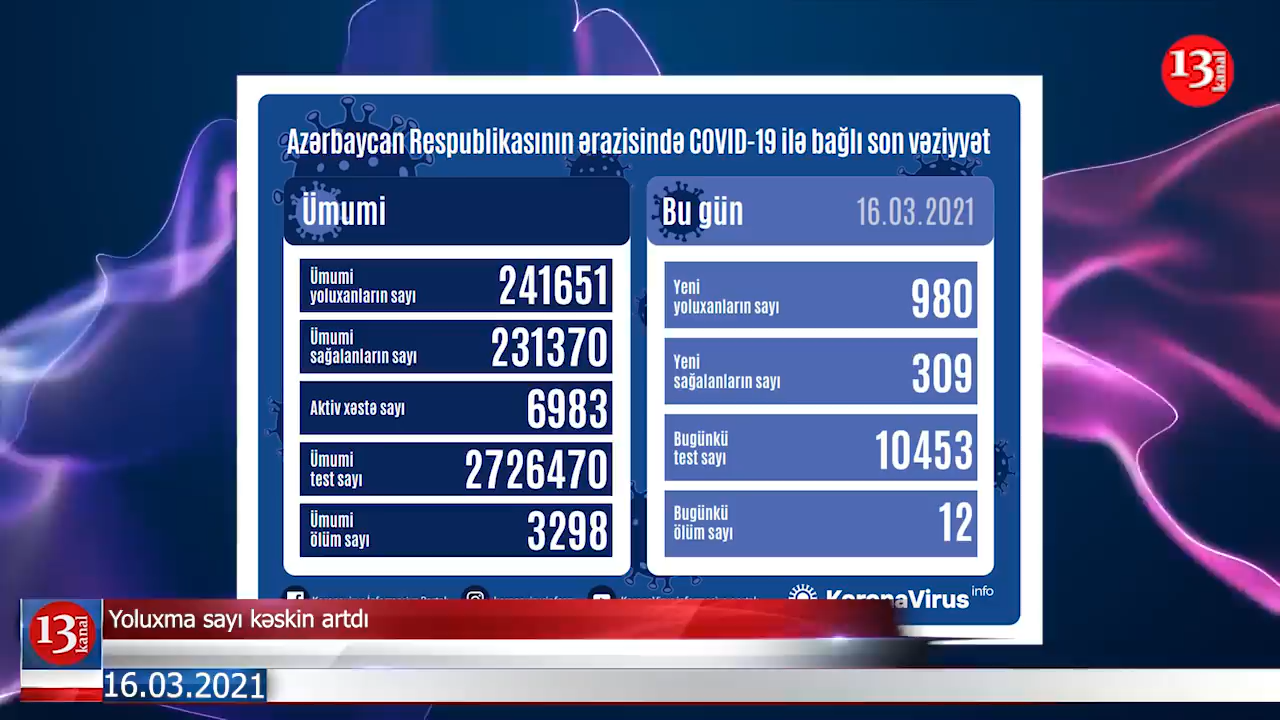 13 kanal
Azərbaycan Respublikasının ərazisində COVID-19 ilə bağlı son vəziyyət
Ümumi
Ümumi
yoluxanların sayı
241651
Ümumi
sağalanların sayı
231370
Aktiv xəstə sayı
6983
Ümumi
test sayı
2726470
Ümumi
ölüm sayı
3298
Bu gün
16.03.2021
Yeni
yoluxanların sayı
980
Yeni
sağalanların sayı
309
Bugünkü
test sayı
10453
Bugünkü
ölüm sayı
12
KoronaVirus info
13 kanal
Yoluxma sayı kəskin artdı
16.03.2021